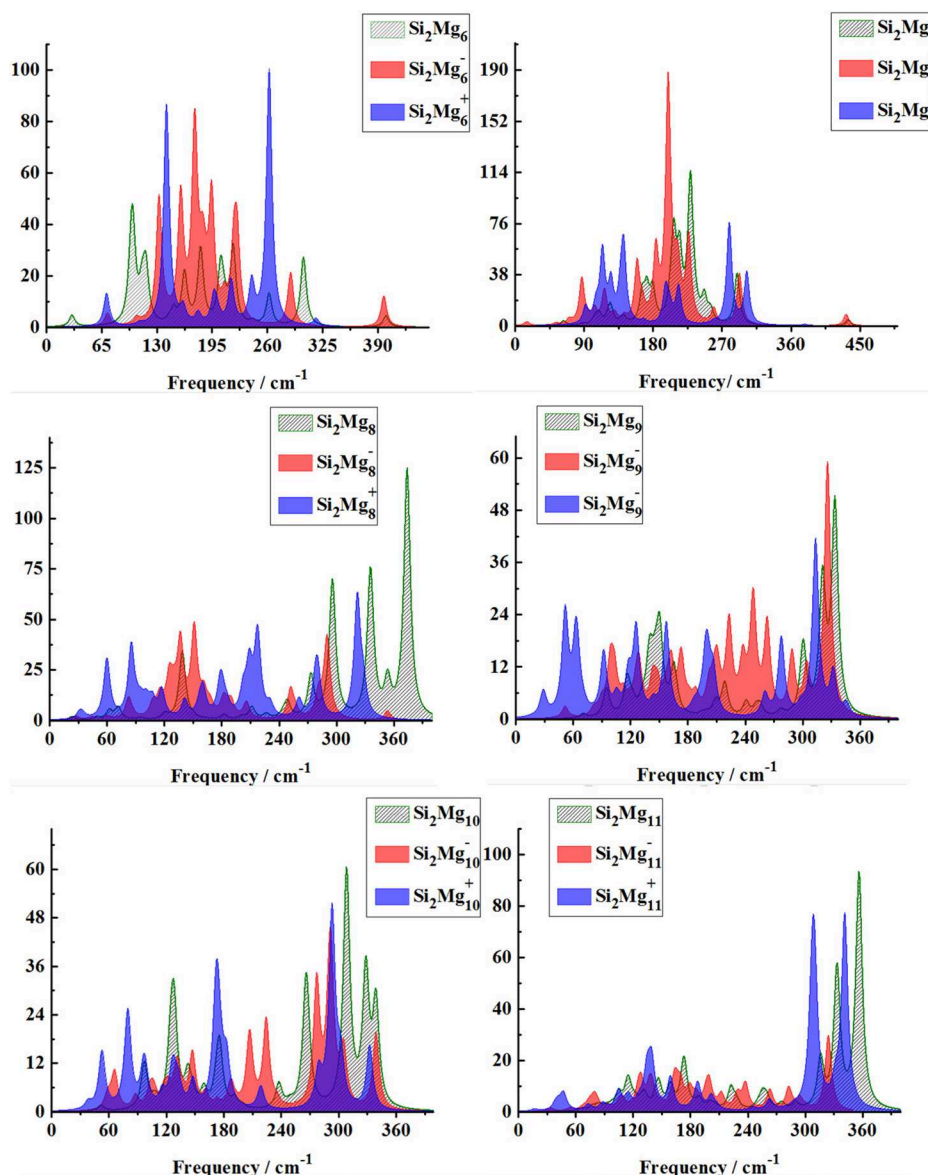 Si2Mg6
Si2Mg6-
Si2Mg6+
100
80
60
40
20
0
0 65 130 195 260 325 390
Frequency / cm-1
Si2Mg
Si2Mg
Si2Mg
190
152
114
76
38
0
0 90 180 270 360 450
Frequency / cm-1
Si2Mg8
Si2Mg8-
Si2Mg8+
125
100
75
50
25
0
0 60 120 180 240 300 360
Frequency / cm-1
Si2Mg9
Si2Mg9-
Si2Mg9-
60
48
36
24
12
0
0 60 120 180 240 300 360
Frequency / cm-1
Si2Mg10
Si2Mg10-
Si2Mg10+
60
48
36
24
12
0
0 60 120 180 240 300 360
Frequency / cm-1
Si2Mg11
Si2Mg11-
Si2Mg11+
100
80
60
40
20
0
0 60 120 180 240 300 360
Frequency / cm-1